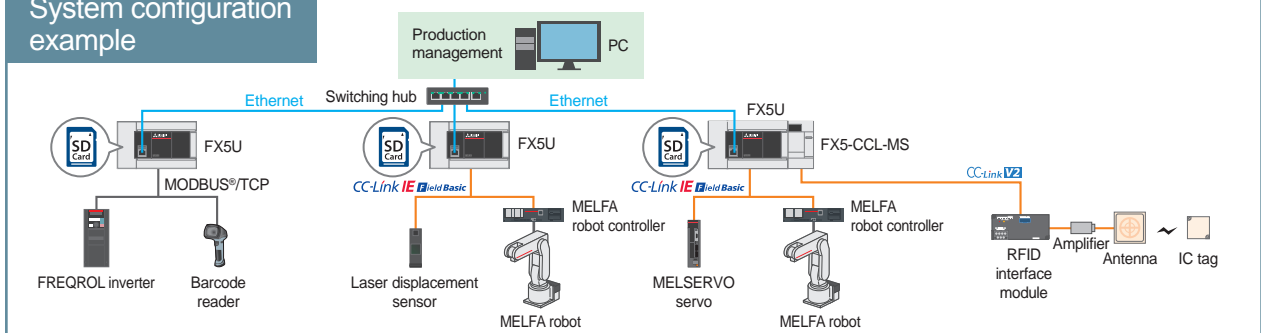 System configuration
example
Production
management
PC
Ethernet
Switching hub
Ethernet
SD
Card
FX5U
SD
Card
FX5U
FX5U
SD
Card
FX5-CCL-MS
MODBUS®/TCP
CC-Link IE Field Basic
CC-Link IE Field Basic
CC-Link V2
MELFA
robot controller
MELFA
robot controller
FREQROL inverter
Barcode
reader
Laser displacement
sensor
MELFA robot
MELSERVO
servo
MELFA robot
RFID
interface
module
Amplifier
Antenna
IC tag